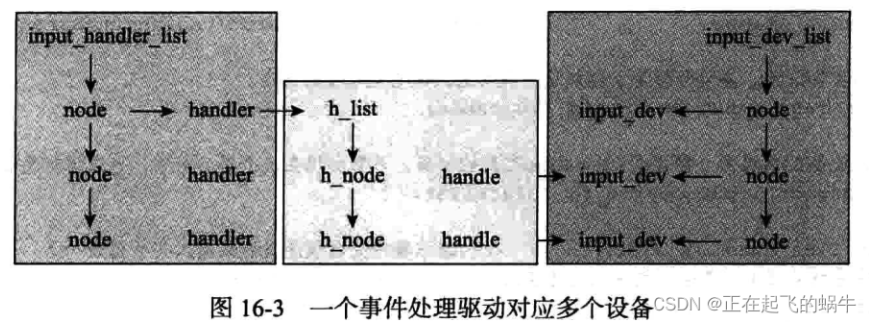 input_handler_list input_dev_list
node handler h_list input_dev node
node handler h_node handle input_dev node
node handler h_node handle input_dev node
图 16-3 一个事件处理驱动对应多个设备
CSDN @正在起飞的蜗牛